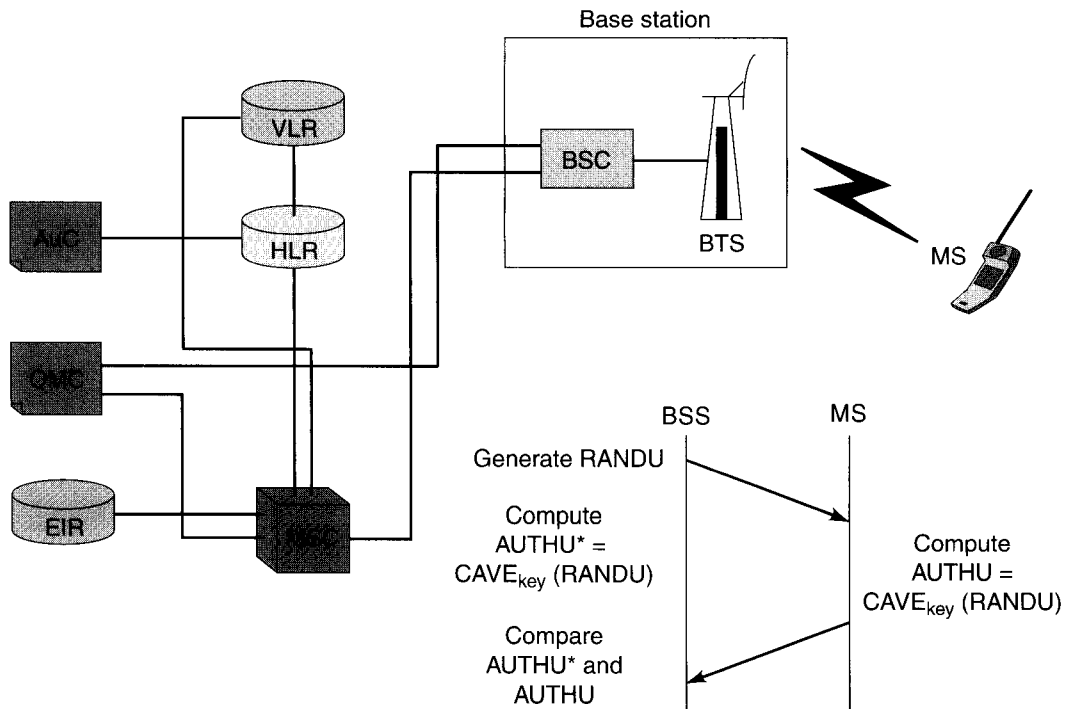 Base station
VLR
BSC
AuC
HLR
BTS
MS
OMC
BSS
MS
Generate RANDU
EIR
MSC
Compute
AUTHU* =
CAVEkey (RANDU)
Compute
AUTHU =
CAVEkey (RANDU)
Compare
AUTHU* and
AUTHU